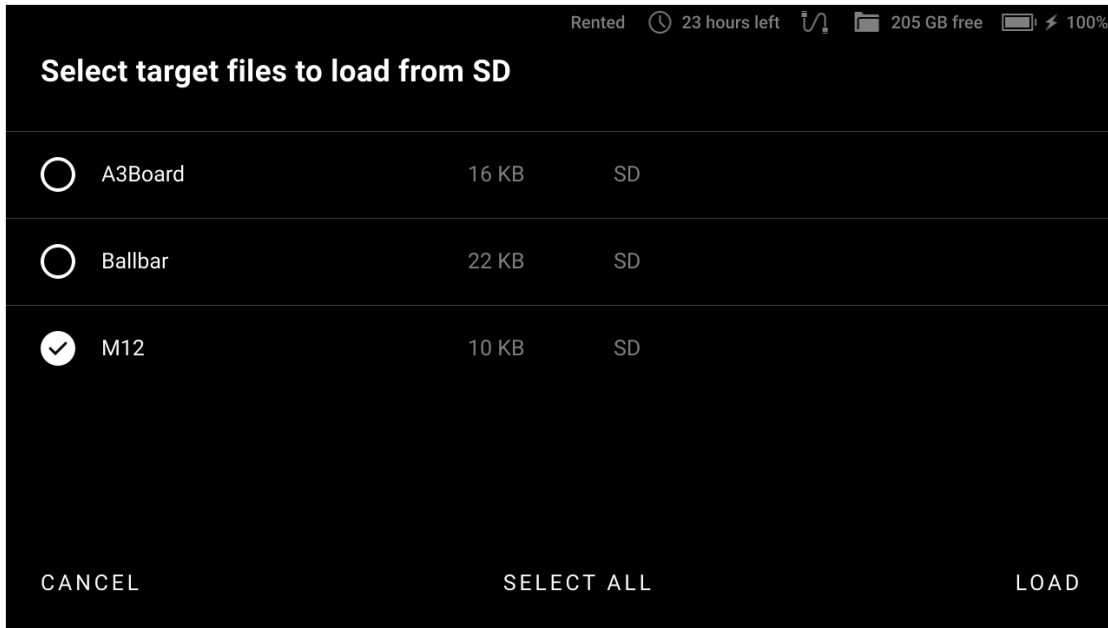 Rented 23 hours left 205 GB free 100%
Select target files to load from SD
A3Board 16 KB SD
Ballbar 22 KB SD
M12 10 KB SD
CANCEL SELECT ALL LOAD